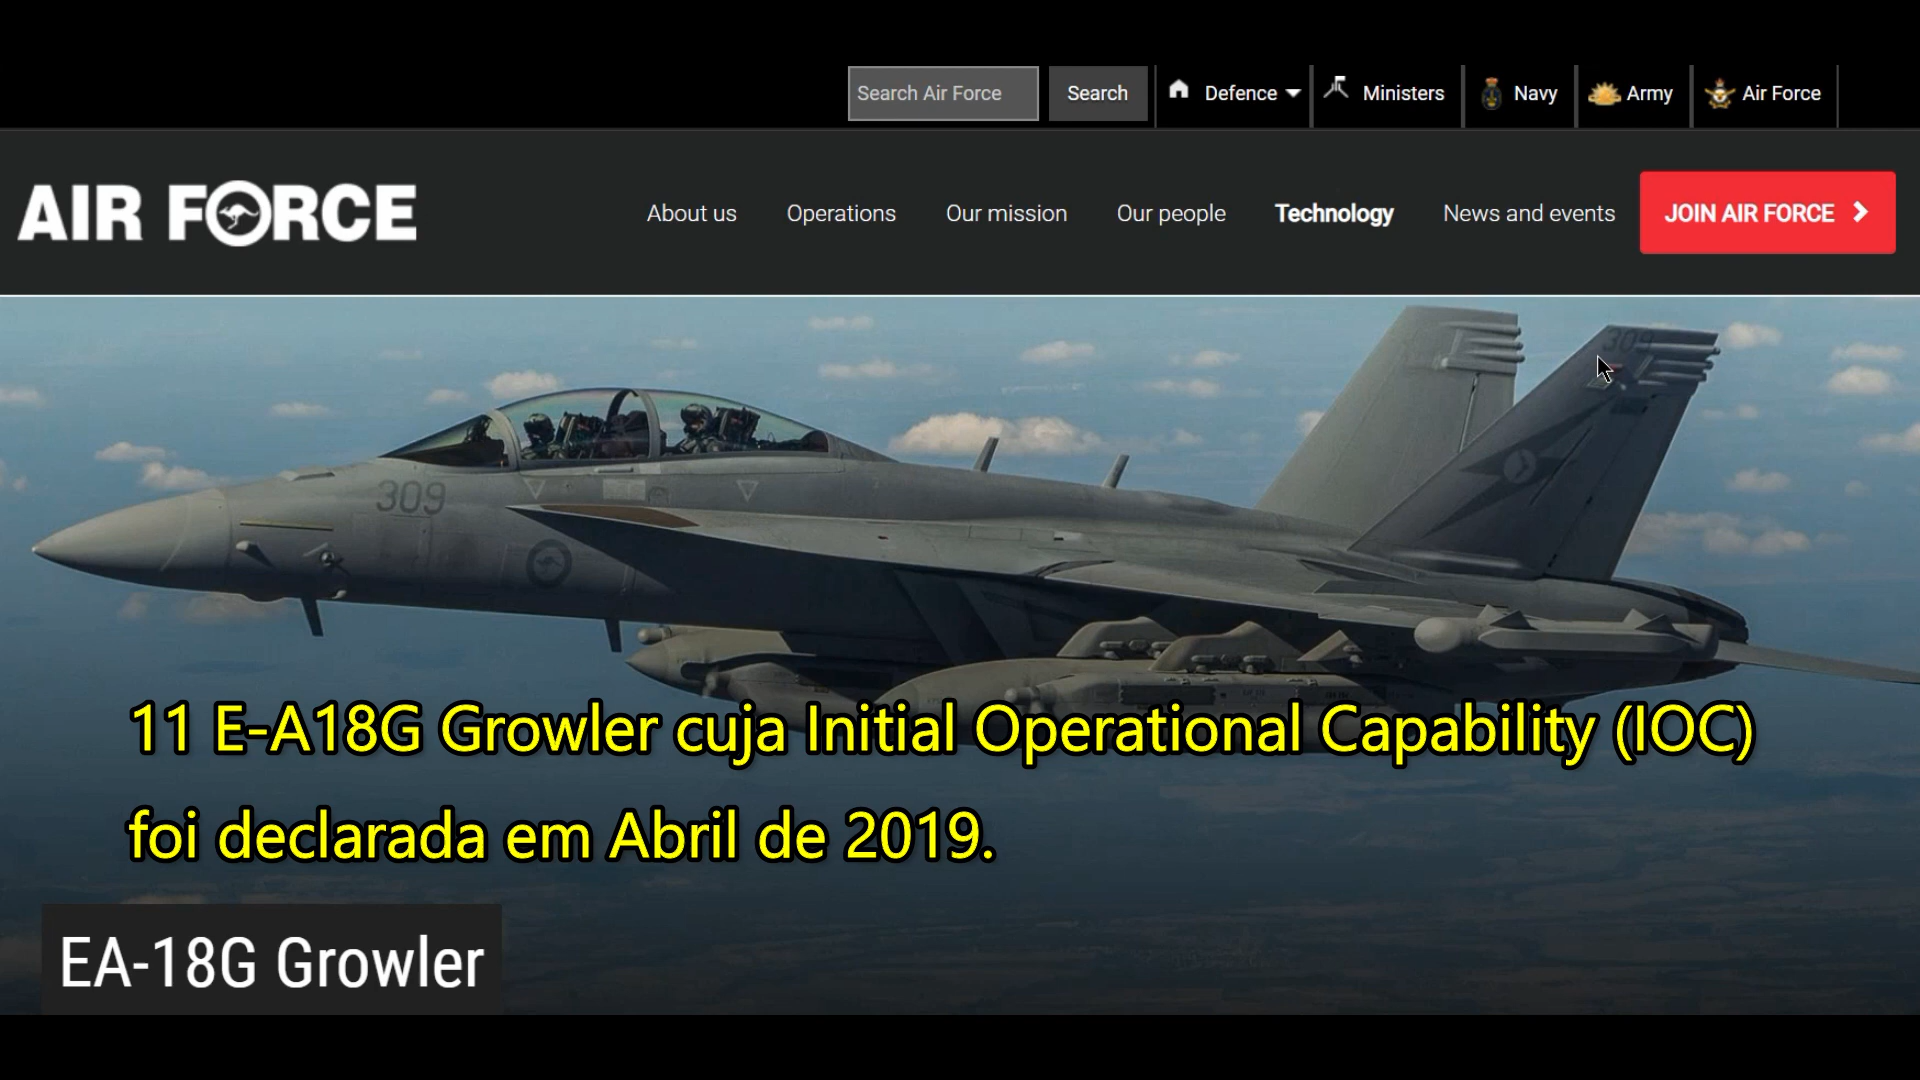 Search Air Force
Search
Defence
Ministers
Navy
Army
Air Force
AIR FORCE
About us
Operations
Our mission
Our people
Technology
News and events
JOIN AIR FORCE
309
309
11 E-A18G Growler cuja Initial Operational Capability (IOC)
foi declarada em Abril de 2019.
EA-18G Growler